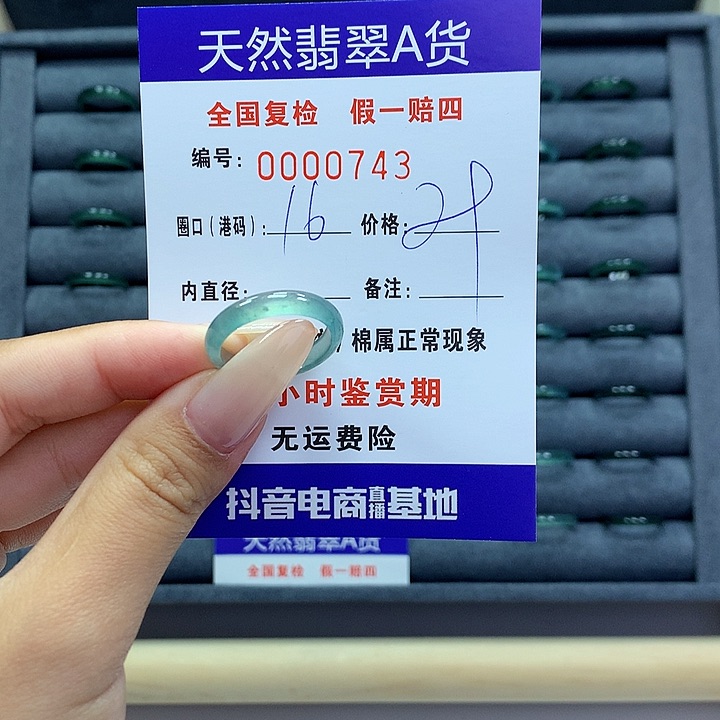 天然翡翠A货
全国复检 假一赔四
编号: 0000743
圈口(港码): 16 价格:
内直径: 备注:
棉属正常现象
小时鉴赏期
无运费险
抖音电商直播基地
天然翡翠A货
全国复检 假一赔四